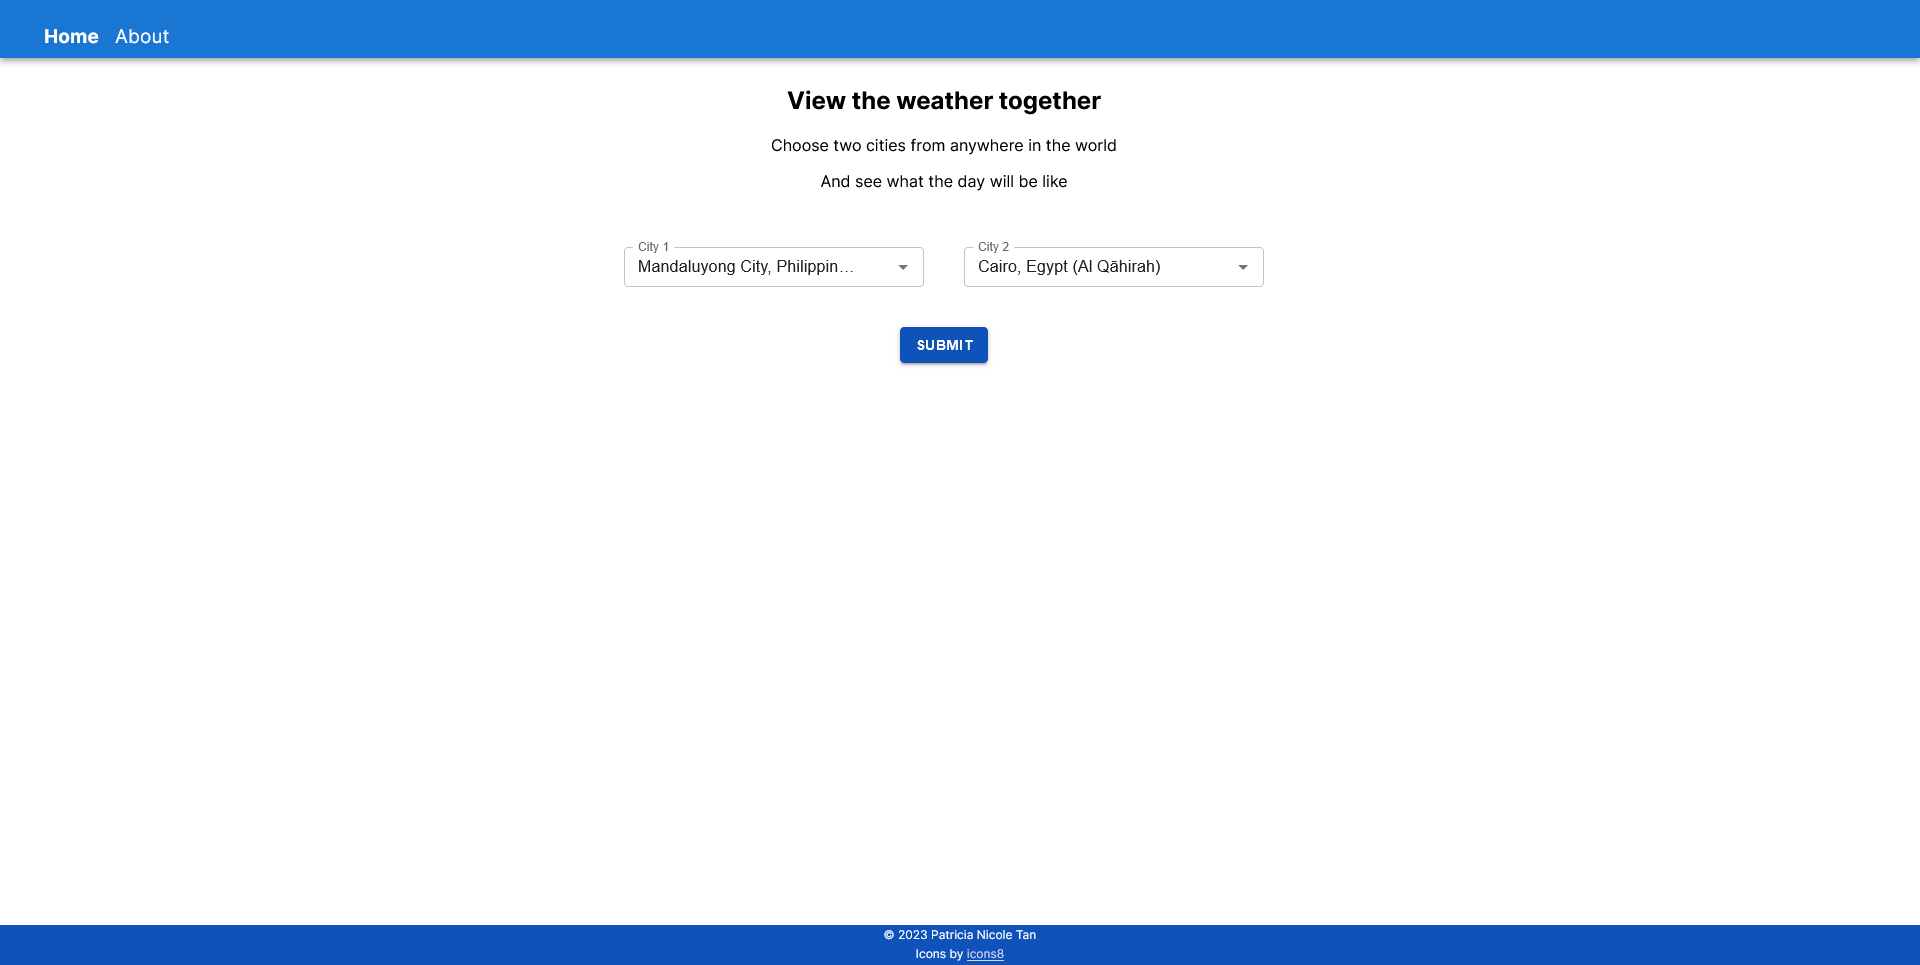 Home About
View the weather together
Choose two cities from anywhere in the world
And see what the day will be like
City 1 City 2
Mandaluyong City, Philippin… Cairo, Egypt (Al Qāhirah)
SUBMIT
© 2023 Patricia Nicole Tan
Icons by icons8